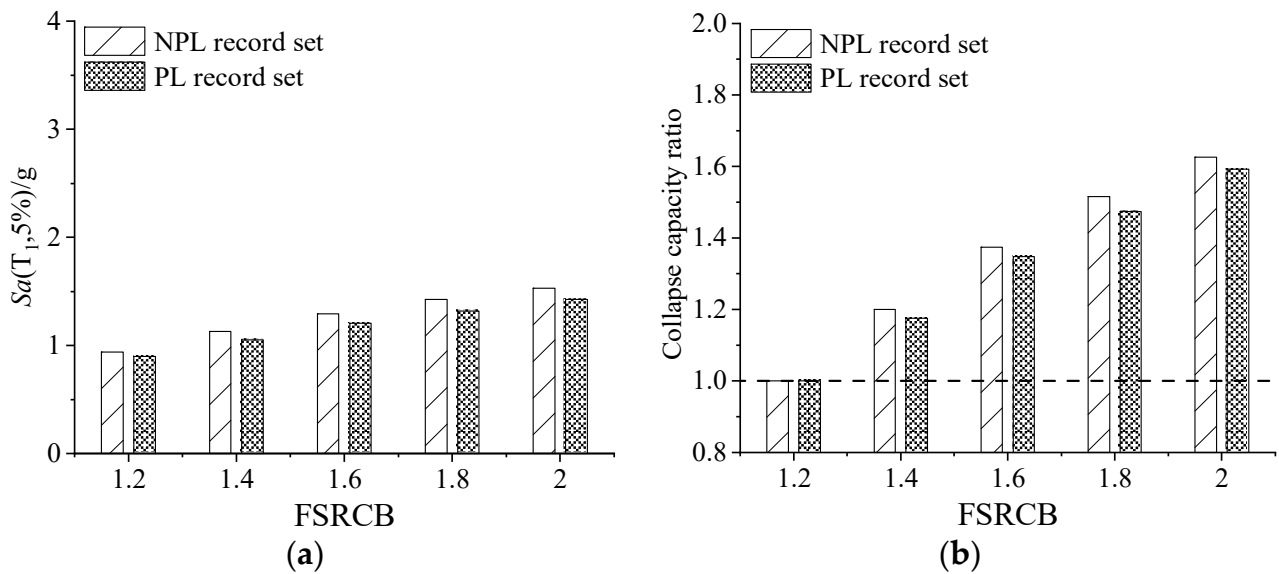 4
3
2
1
0
Sa(T₁,5%)/g
NPL record set
PL record set
1.2 1.4 1.6 1.8 2
FSRCB
(a)
2.0
1.8
1.6
1.4
1.2
1.0
0.8
Collapse capacity ratio
NPL record set
PL record set
1.2 1.4 1.6 1.8 2
FSRCB
(b)